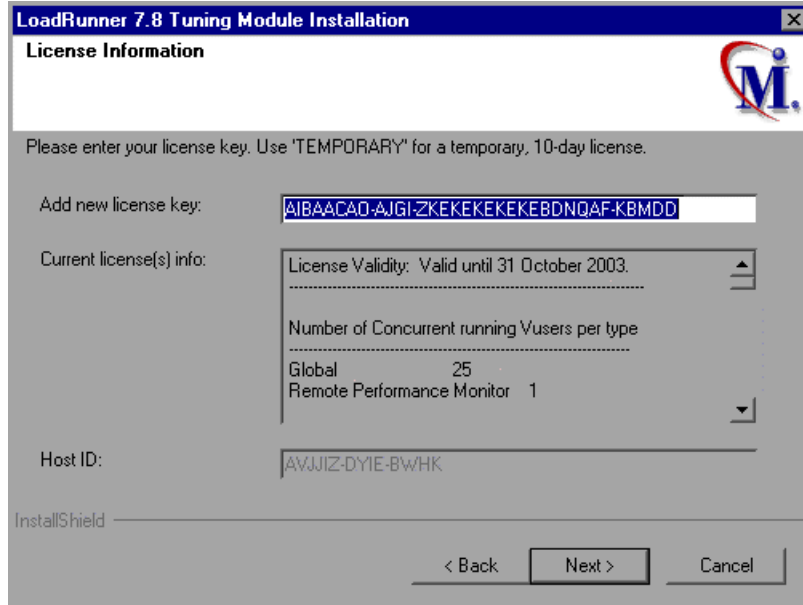 LoadRunner 7.8 Tuning Module Installation
License Information
Please enter your license key. Use 'TEMPORARY' for a temporary, 10-day license.
Add new license key: AIBAACAO-AJGI-ZKEKEKEKEKEBDNQAF-KBMDD
Current license(s) info: License Validity: Valid until 31 October 2003.
Number of Concurrent running Vusers per type
Global 25
Remote Performance Monitor 1
Host ID: AVJJIZ-DYIE-BWHK
InstallShield
< Back Next > Cancel